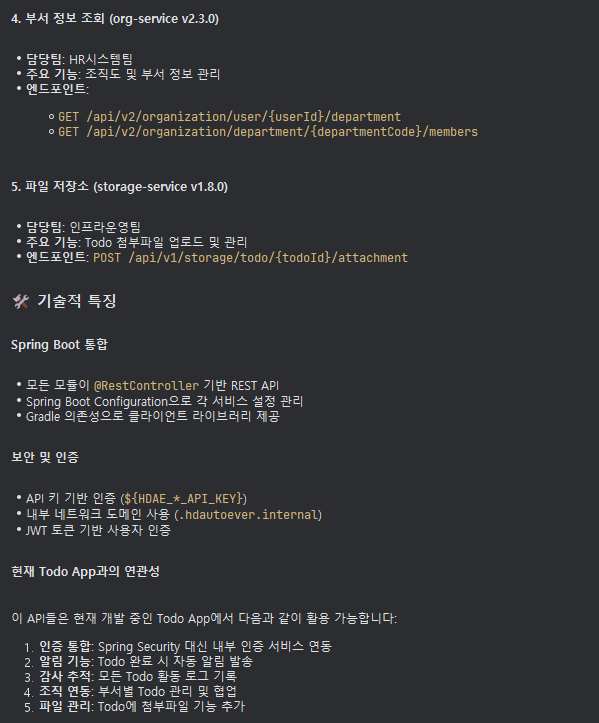 4. 부서 정보 조회 (org-service v2.3.0)
• 담당팀: HR시스템팀
• 주요 기능: 조직도 및 부서 정보 관리
• 엔드포인트:
○ GET /api/v2/organization/user/{userId}/department
○ GET /api/v2/organization/department/{departmentCode}/members
5. 파일 저장소 (storage-service v1.8.0)
• 담당팀: 인프라운영팀
• 주요 기능: Todo 첨부파일 업로드 및 관리
• 엔드포인트: POST /api/v1/storage/todo/{todoId}/attachment
🛠 기술적 특징
Spring Boot 통합
• 모든 모듈이 @RestController 기반 REST API
• Spring Boot Configuration으로 각 서비스 설정 관리
• Gradle 의존성으로 클라이언트 라이브러리 제공
보안 및 인증
• API 키 기반 인증 (${HDAE_*_API_KEY})
• 내부 네트워크 도메인 사용 (.hdautoever.internal)
• JWT 토큰 기반 사용자 인증
현재 Todo App과의 연관성
이 API들은 현재 개발 중인 Todo App에서 다음과 같이 활용 가능합니다:
1. 인증 통합: Spring Security 대신 내부 인증 서비스 연동
2. 알림 기능: Todo 완료 시 자동 알림 발송
3. 감사 추적: 모든 Todo 활동 로그 기록
4. 조직 연동: 부서별 Todo 관리 및 협업
5. 파일 관리: Todo에 첨부파일 기능 추가